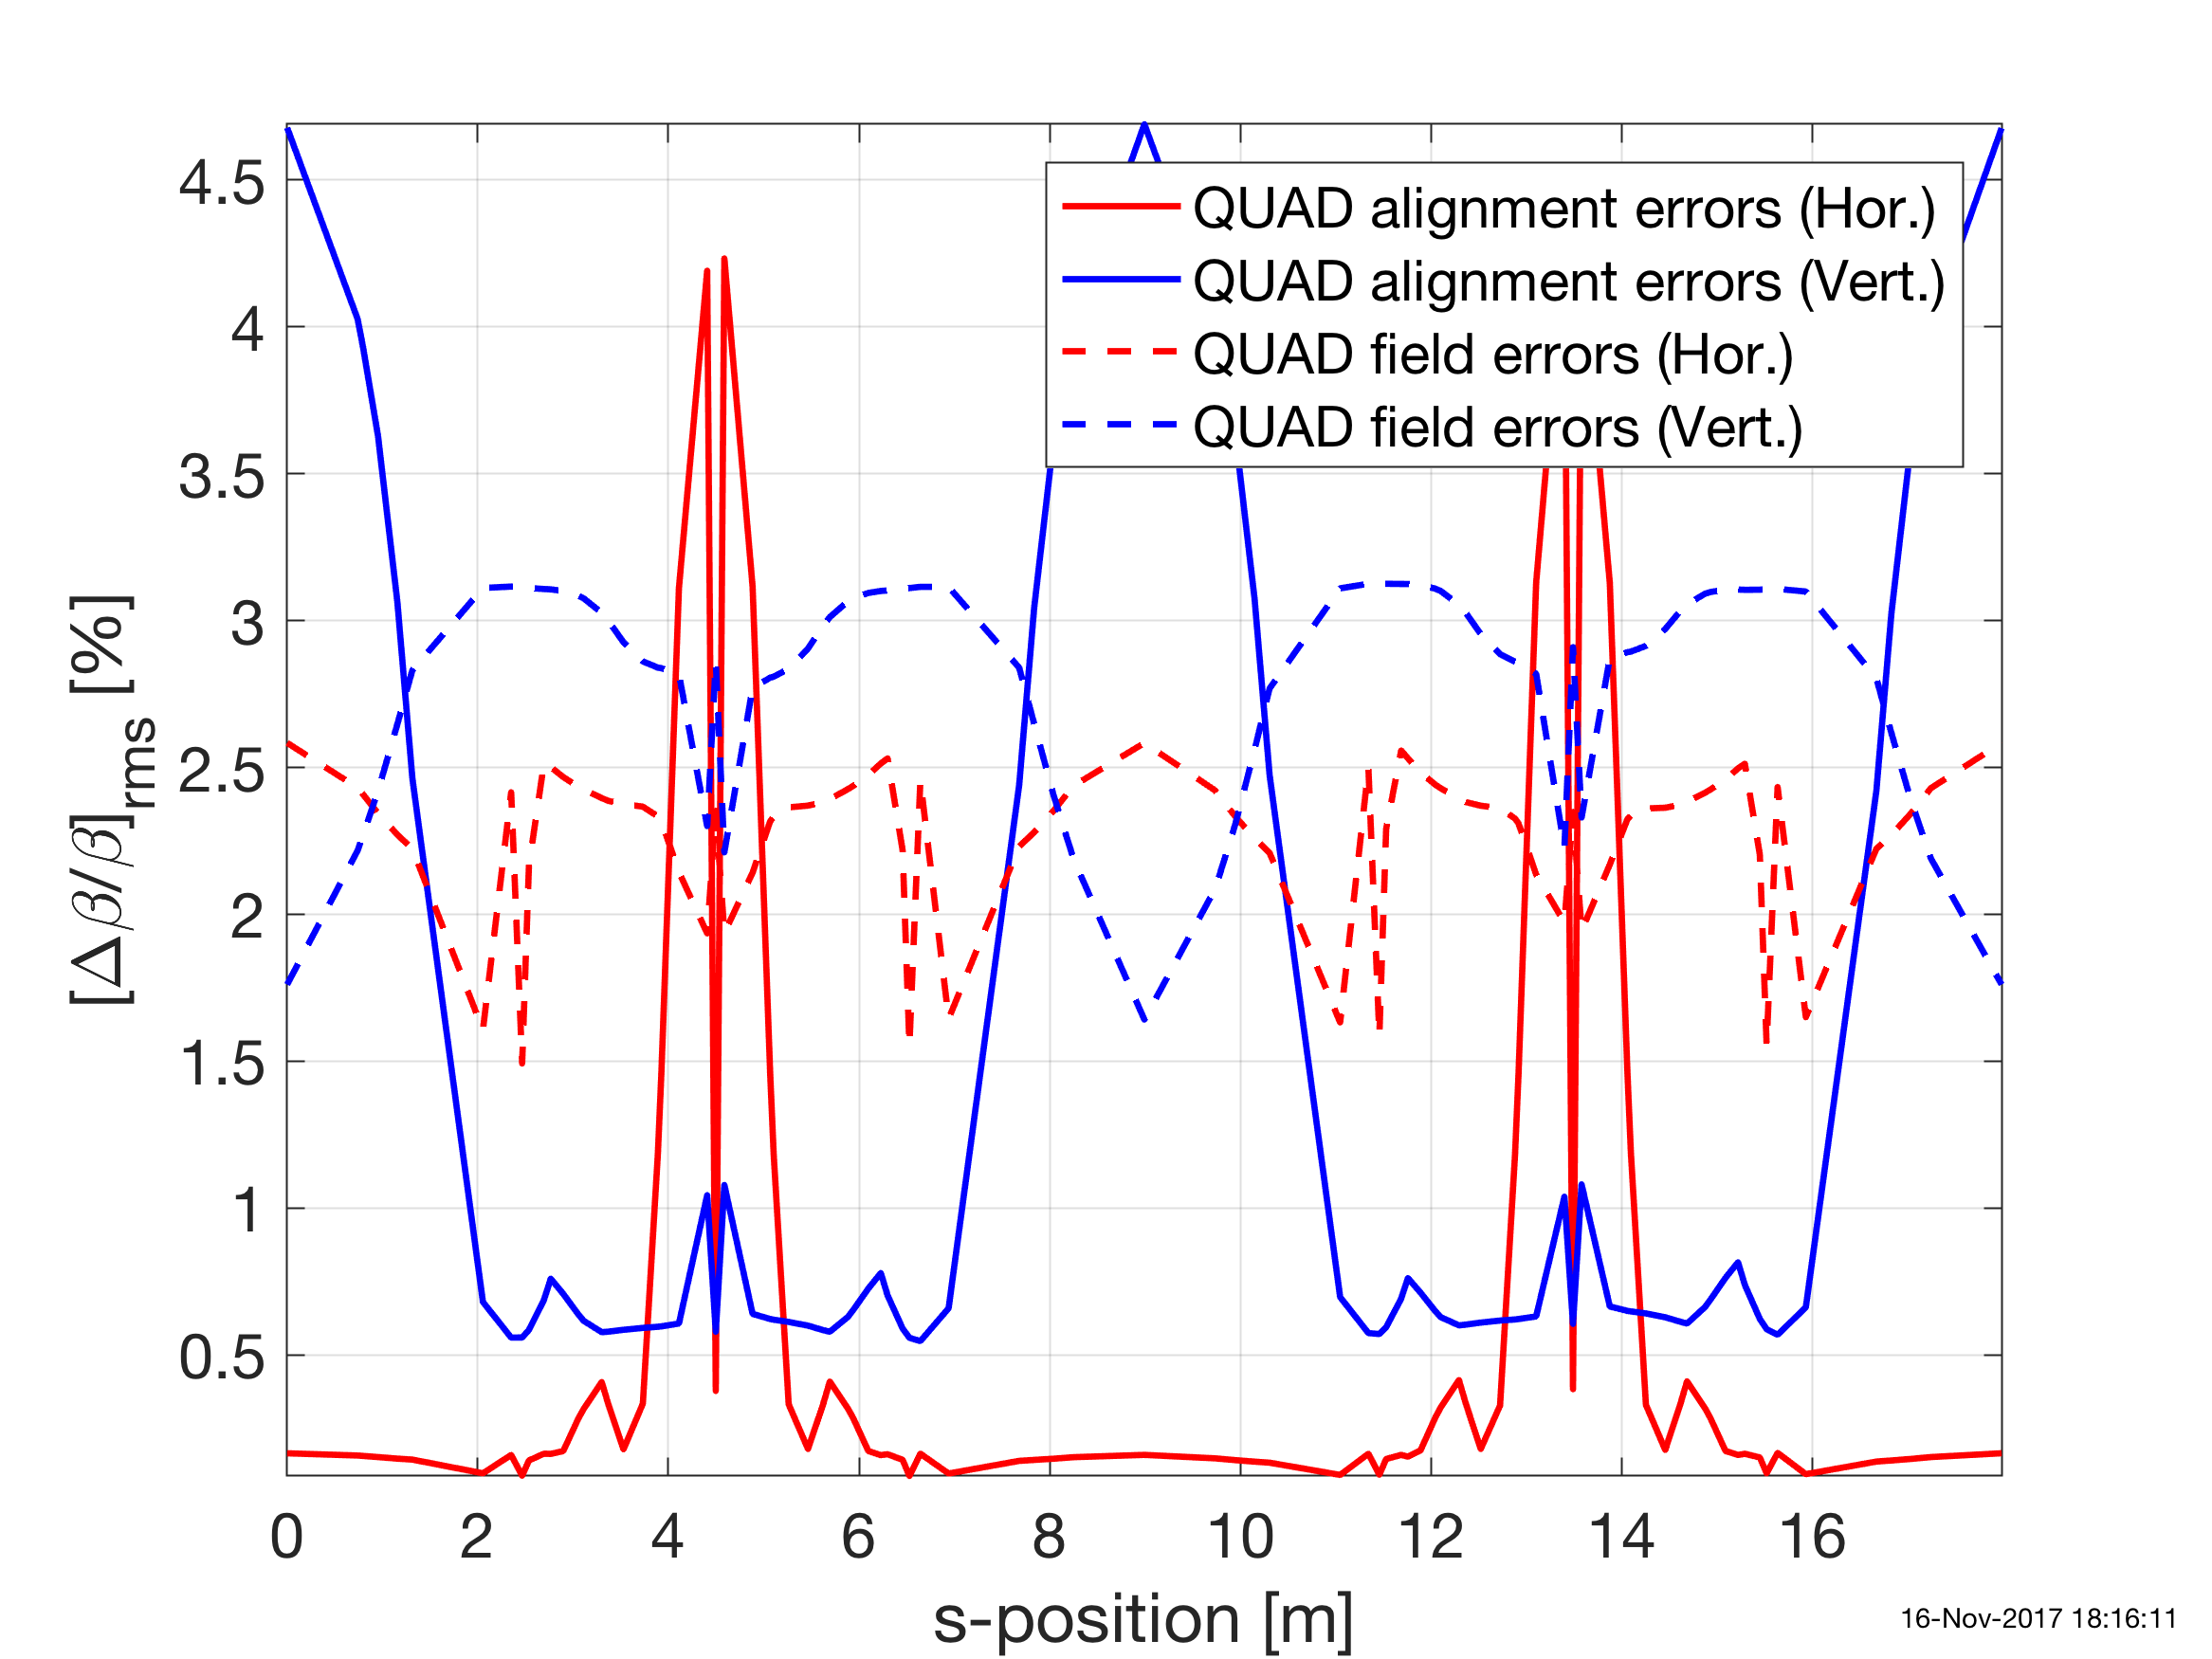 QUAD alignment errors (Hor.)
QUAD alignment errors (Vert.)
QUAD field errors (Hor.)
QUAD field errors (Vert.)
4.5
4
3.5
3
2.5
2
1.5
1
0.5
[Δβ/β]rms [%]
0 2 4 6 8 10 12 14 16
s-position [m]
16-Nov-2017 18:16:11